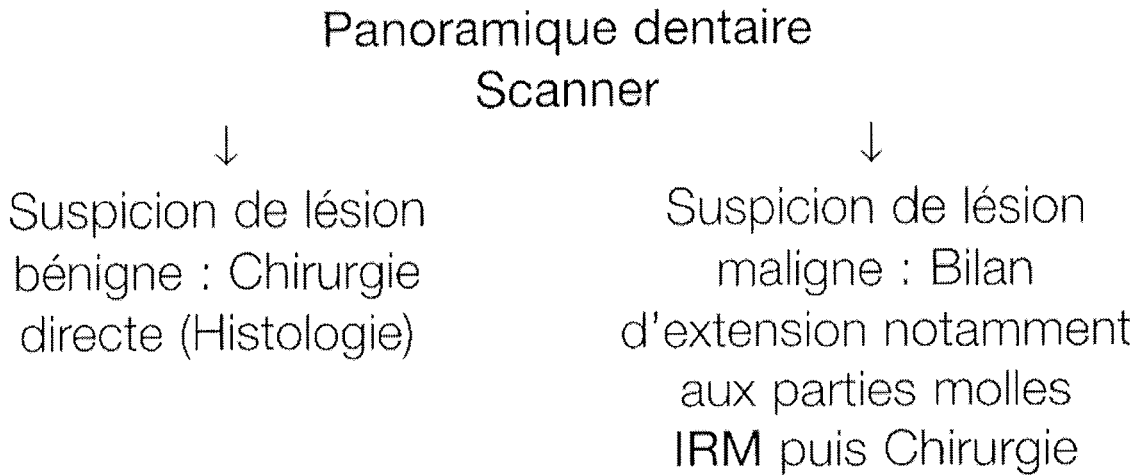 Panoramique dentaire
Scanner
↓
Suspicion de lésion
bénigne : Chirurgie
directe (Histologie)
↓
Suspicion de lésion
maligne : Bilan
d'extension notamment
aux parties molles
IRM puis Chirurgie